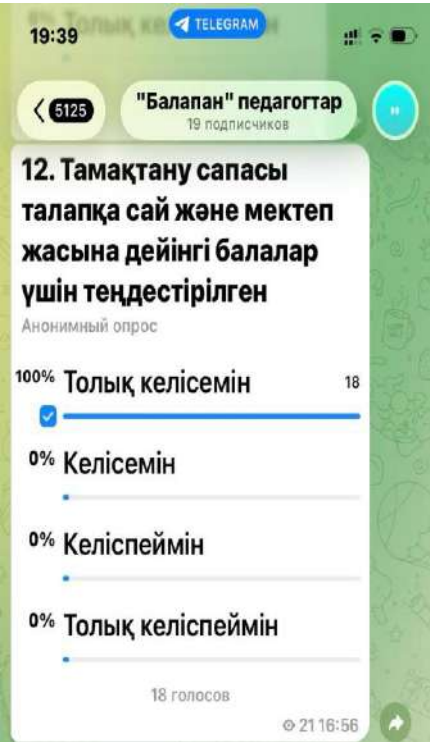 19:39
TELEGRAM
5125
"Балапан" педагогтар
19 подписчиков
12. Тамақтану сапасы
талапқа сай және мектеп
жасына дейінгі балалар
үшін теңдестірілген
Анонимный опрос
100% Толық келісемін 18
0% Келісемін
0% Келіспеймін
0% Толық келіспеймін
18 голосов
21 16:56